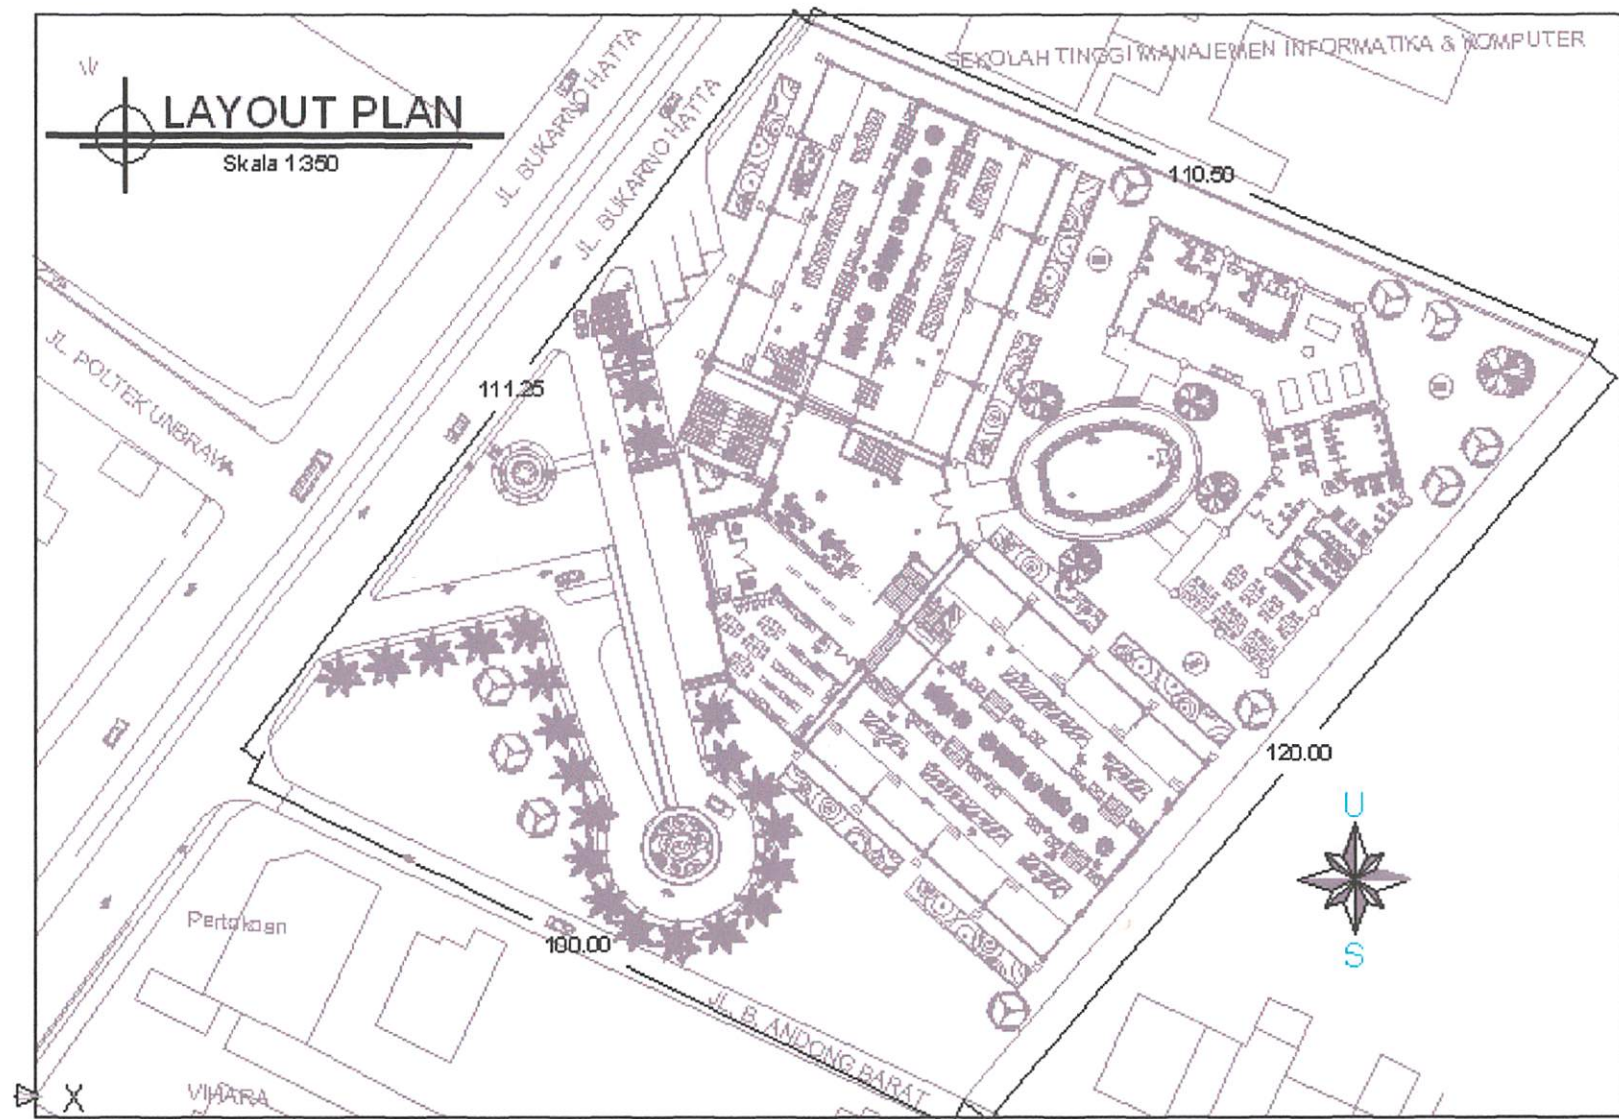 LAYOUT PLAN
Skala 1:350
JL. BUKARNO HATTA
JL. BUKARNO HATTA
SEKOLAH TINGGI MANAJEMEN INFORMATIKA & KOMPUTER
110.50
JL. POLTEK UNBRAWA
111.25
120.00
U
S
Pertokoan
100.00
JL. B. ANDONG BARAT
VIHARA
X